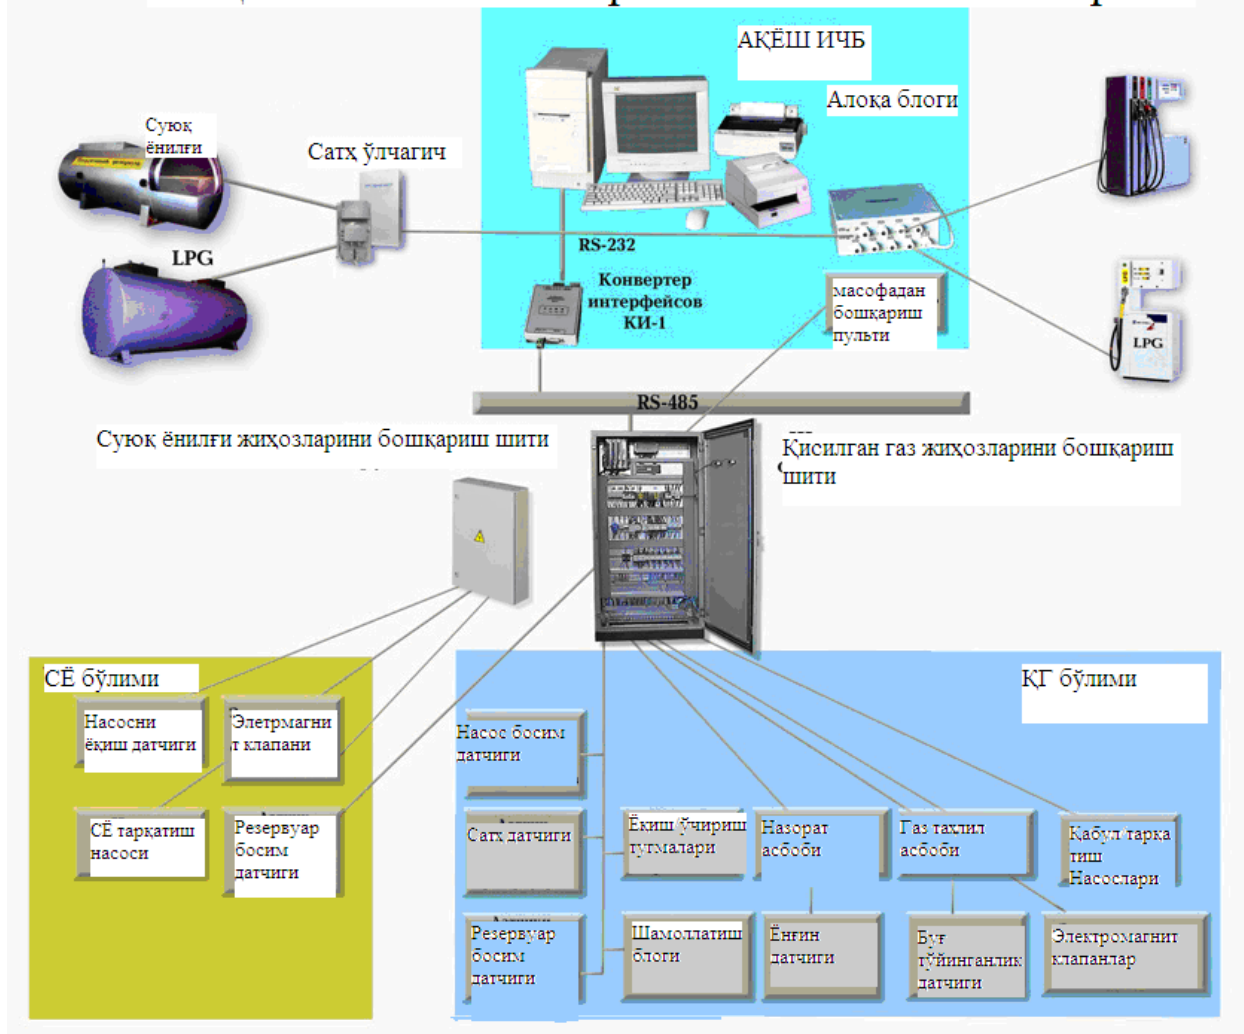 АҚЁШ ИЧБ
Алоқа блоги
Суюқ
ёнилғи
Сатҳ ўлчагич
LPG
RS-232
Конвертер
интерфейсов
КИ-1
масофадан
бошқариш
пульти
LPG
RS-485
Суюқ ёнилғи жиҳозларини бошқариш шити
Қисилган газ жиҳозларини бошқариш
шити
СЁ бўлими
Насосни
ёқиш датчиги
Элетрмагни
т клапани
СЁ тарқатиш
насоси
Резервуар
босим
датчиги
ҚГ бўлими
Насос босим
датчиги
Сатҳ датчиги
Ёқиш/ўчириш
тугмалари
Назорат
асбоби
Газ таҳлил
асбоби
Қабул тарқа
тиш
Насослари
Резервуар
босим
датчиги
Шамоллатиш
блоги
Ёнғин
датчиги
Буғ
тўйинганлик
датчиги
Электромагнит
клапанлар